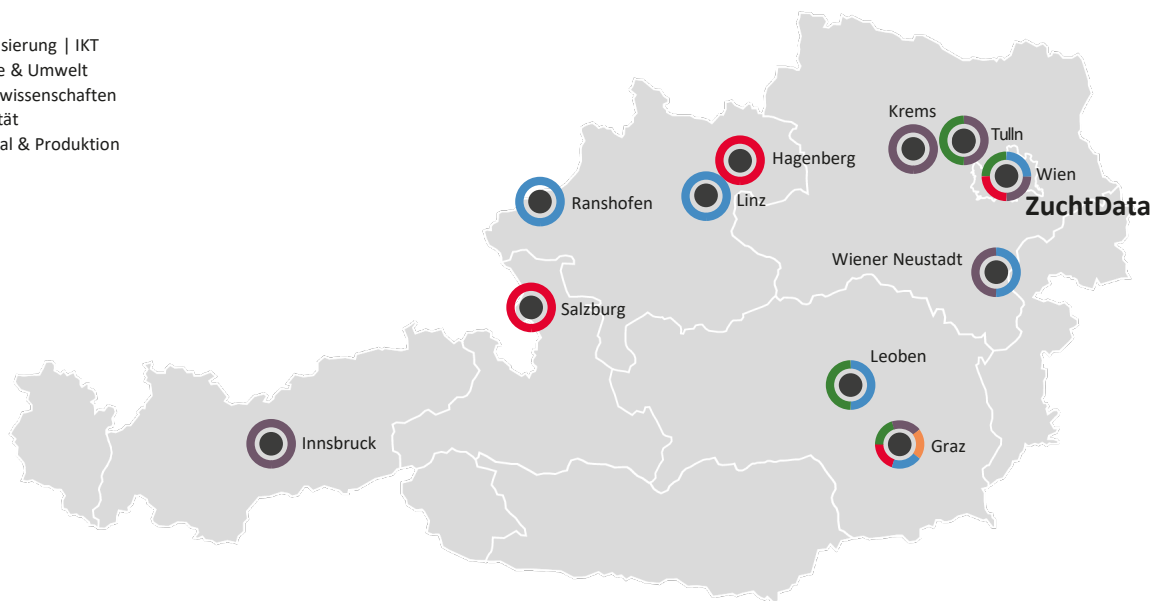 sierung | IKT
e & Umwelt
wissenschaften
tät
al & Produktion
Krems
Tulln
Hagenberg
Wien
Ranshofen
Linz
ZuchtData
Wiener Neustadt
Salzburg
Leoben
Innsbruck
Graz